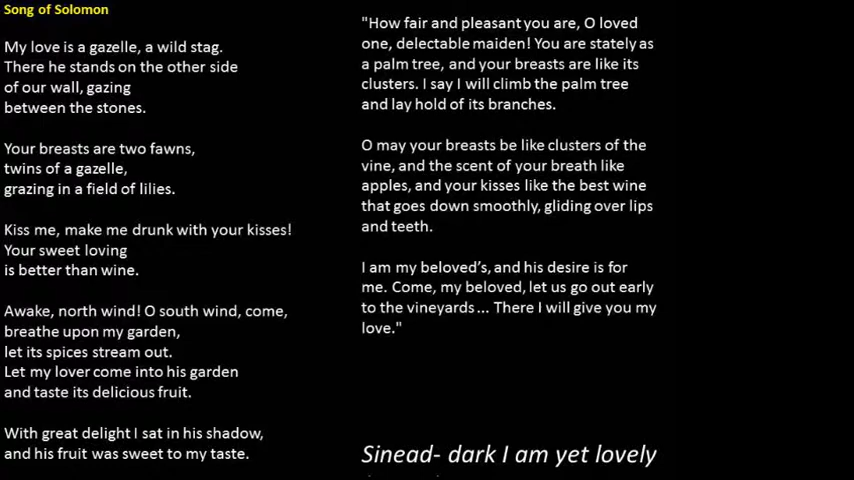 Song of Solomon
My love is a gazelle, a wild stag.
There he stands on the other side
of our wall, gazing
between the stones.
Your breasts are two fawns,
twins of a gazelle,
grazing in a field of lilies.
Kiss me, make me drunk with your kisses!
Your sweet loving
is better than wine.
Awake, north wind! O south wind, come,
breathe upon my garden,
let its spices stream out.
Let my lover come into his garden
and taste its delicious fruit.
With great delight I sat in his shadow,
and his fruit was sweet to my taste.
"How fair and pleasant you are, O loved
one, delectable maiden! You are stately as
a palm tree, and your breasts are like its
clusters. I say I will climb the palm tree
and lay hold of its branches.
O may your breasts be like clusters of the
vine, and the scent of your breath like
apples, and your kisses like the best wine
that goes down smoothly, gliding over lips
and teeth.
I am my beloved’s, and his desire is for
me. Come, my beloved, let us go out early
to the vineyards ... There I will give you my
love."
Sinead- dark I am yet lovely